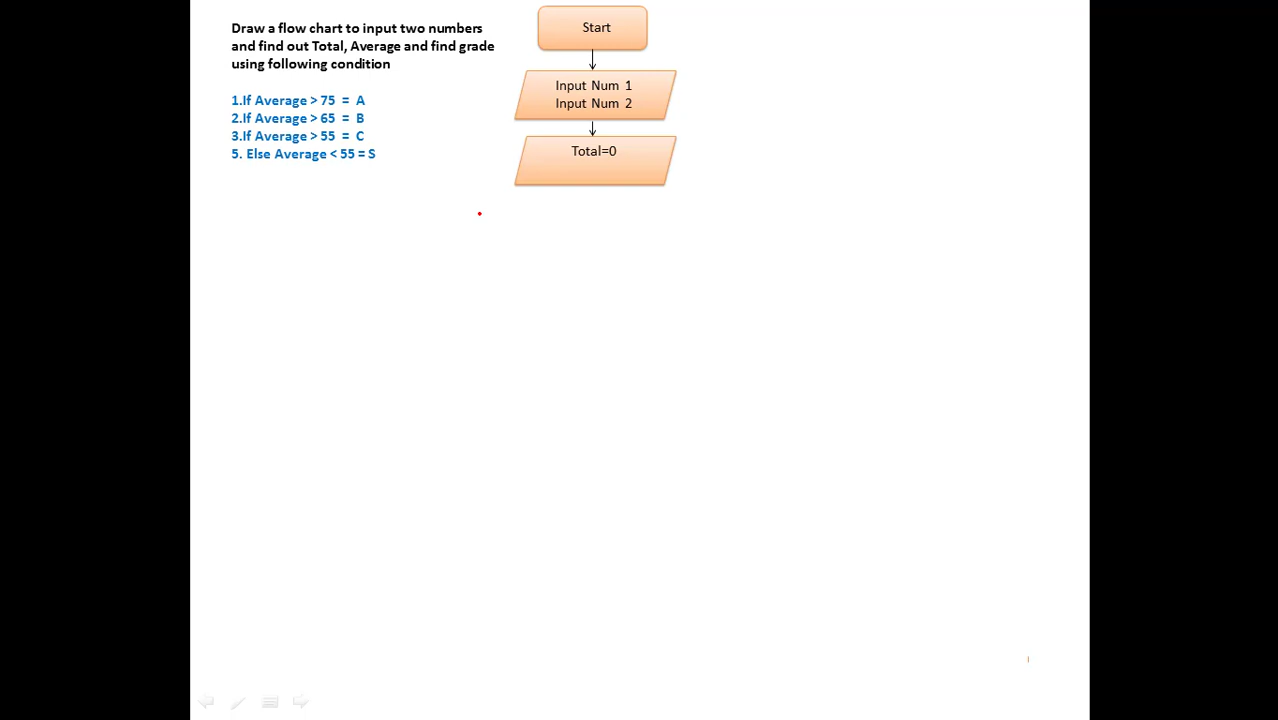 Draw a flow chart to input two numbers
and find out Total, Average and find grade
using following condition
1.If Average > 75 = A
2.If Average > 65 = B
3.If Average > 55 = C
5. Else Average < 55 = S
Start
Input Num 1
Input Num 2
Total=0
1